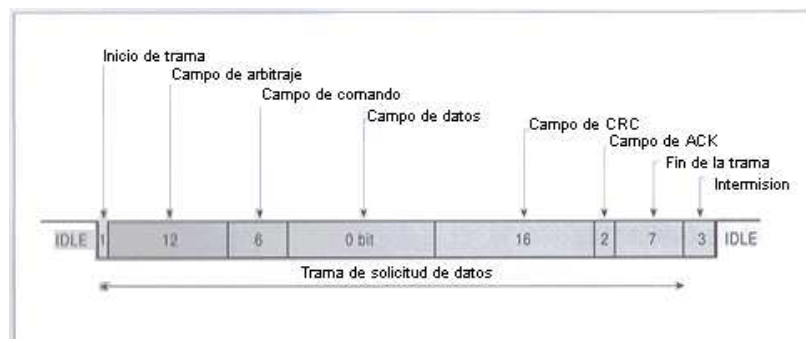 Inicio de trama
Campo de arbitraje
Campo de comando
Campo de datos
Campo de CRC
Campo de ACK
Fin de la trama
Intermision
IDLE 1 12 6 0 bit 16 2 7 3 IDLE
Trama de solicitud de datos